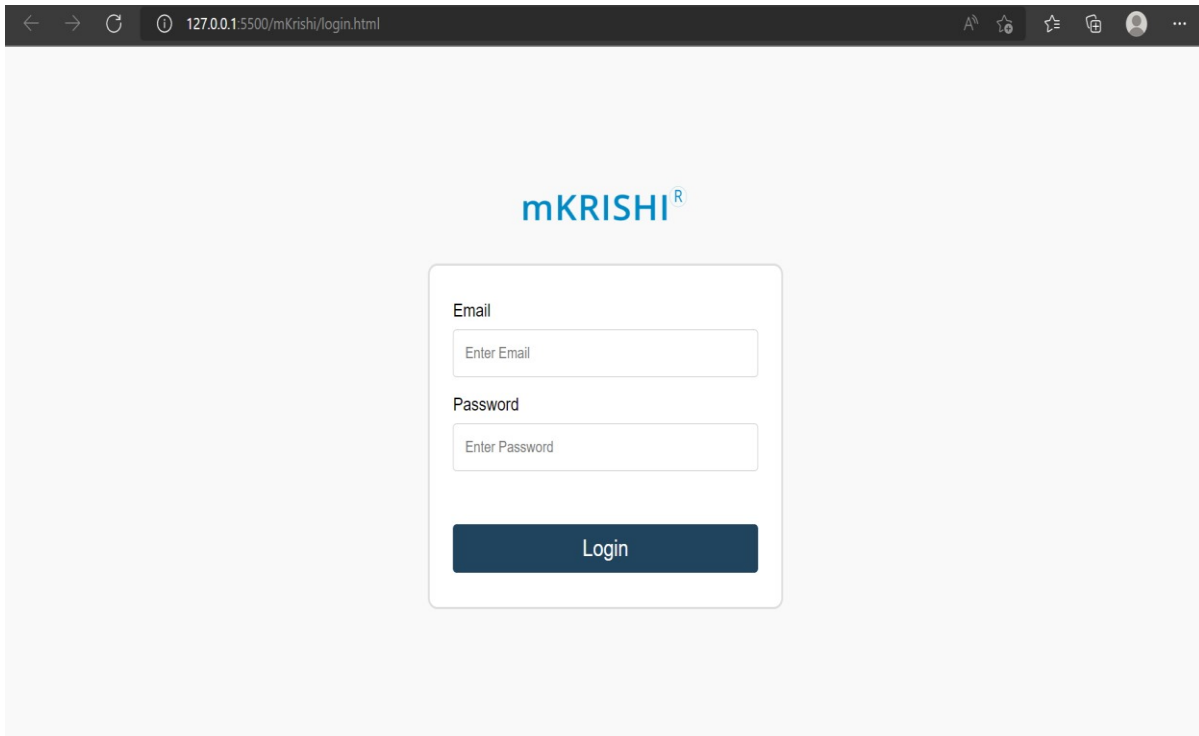 127.0.0.1:5500/mKrishi/login.html
mKRISHI®
Email
Enter Email
Password
Enter Password
Login